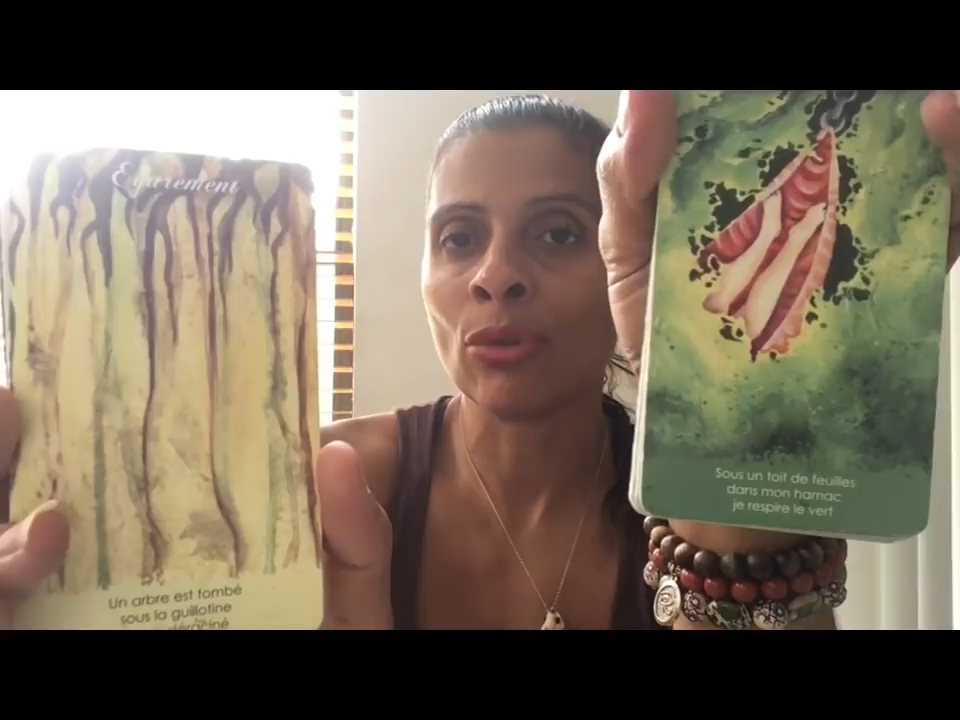 Egarement
Un arbre est tombé
sous la guillotine
déraciné
Sous un toit de feuilles
dans mon hamac
je respire le vert